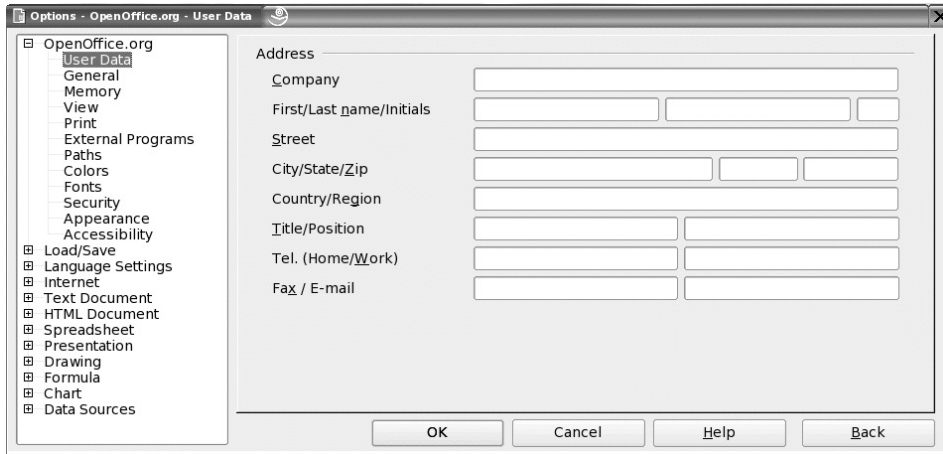 Options - OpenOffice.org - User Data
OpenOffice.org
User Data
General
Memory
View
Print
External Programs
Paths
Colors
Fonts
Security
Appearance
Accessibility
Load/Save
Language Settings
Internet
Text Document
HTML Document
Spreadsheet
Presentation
Drawing
Formula
Chart
Data Sources
Address
Company
First/Last name/Initials
Street
City/State/Zip
Country/Region
Title/Position
Tel. (Home/Work)
Fax / E-mail
OK
Cancel
Help
Back